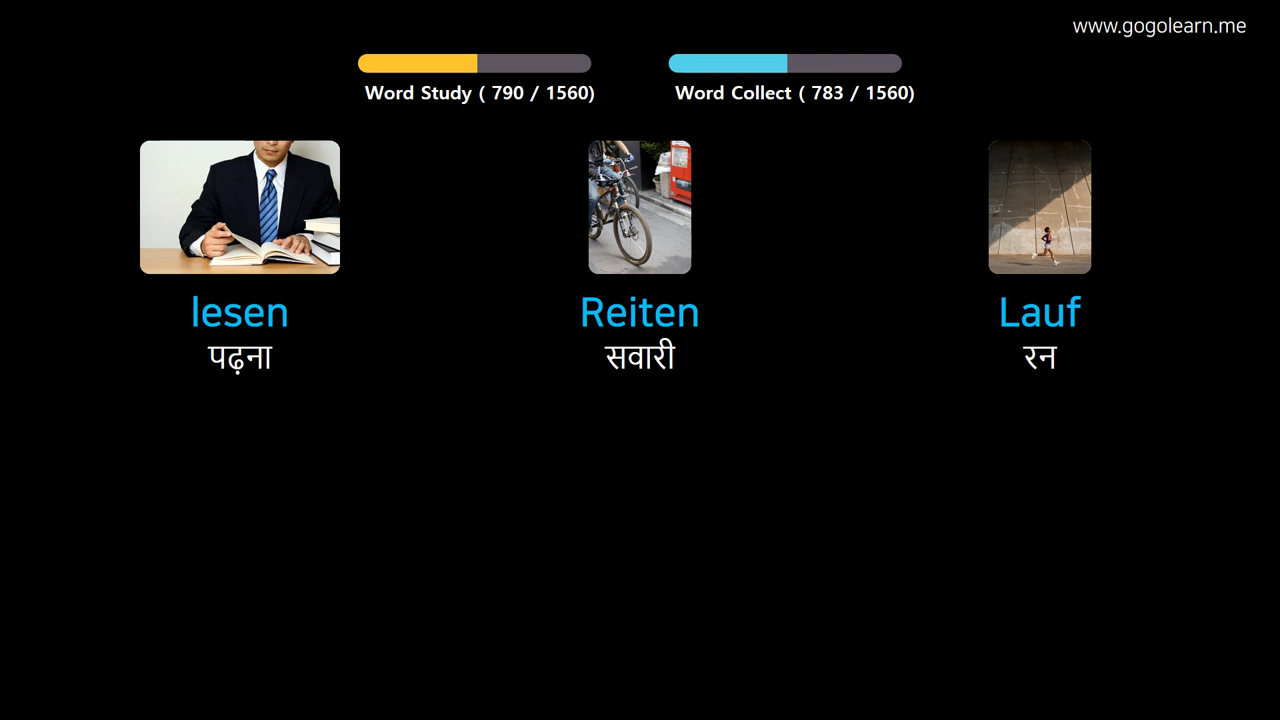 www.gogolearn.me
Word Study ( 790 / 1560)
Word Collect ( 783 / 1560)
lesen
Reiten
Lauf
पढ़ना
सवारी
रन